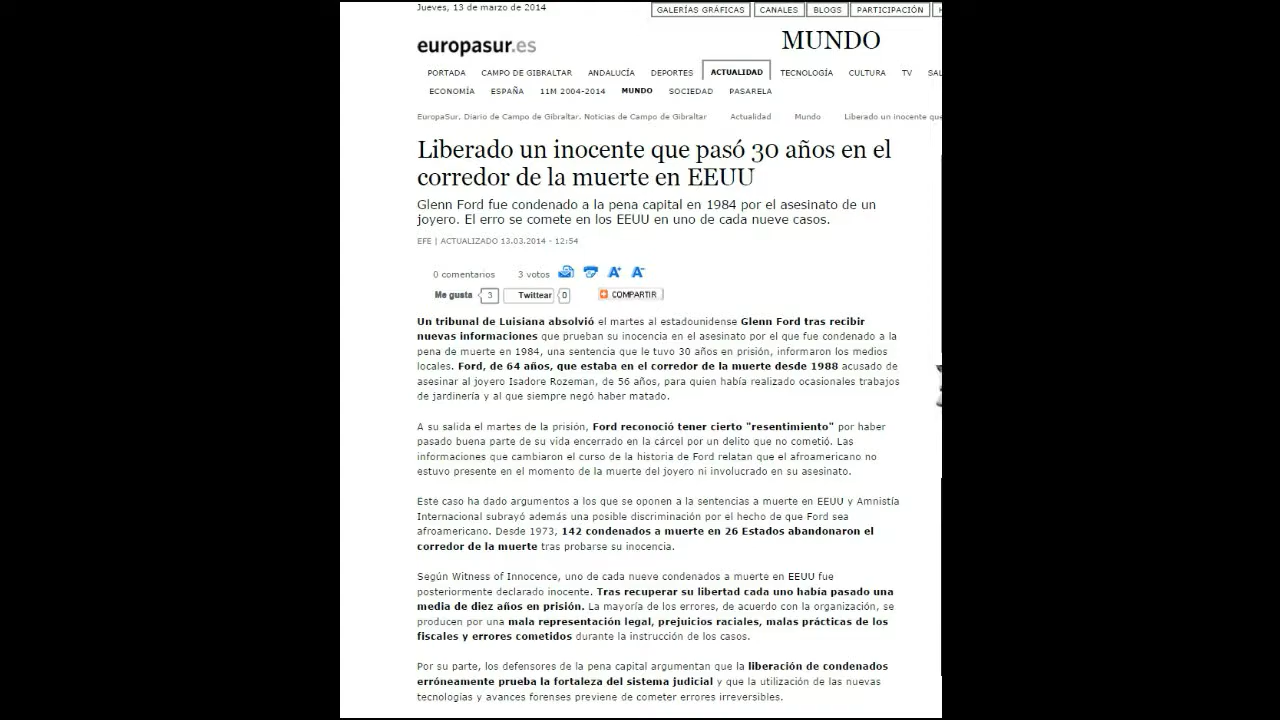 Jueves, 13 de marzo de 2014
GALERÍAS GRÁFICAS CANALES BLOGS PARTICIPACIÓN
europasur.es MUNDO
PORTADA CAMPO DE GIBRALTAR ANDALUCÍA DEPORTES ACTUALIDAD TECNOLOGÍA CULTURA TV SAL
ECONOMÍA ESPAÑA 11M 2004-2014 MUNDO SOCIEDAD PASARELA
EuropaSur, Diario de Campo de Gibraltar. Noticias de Campo de Gibraltar Actualidad Mundo Liberado un inocente que
Liberado un inocente que pasó 30 años en el
corredor de la muerte en EEUU
Glenn Ford fue condenado a la pena capital en 1984 por el asesinato de un
joyero. El erro se comete en los EEUU en uno de cada nueve casos.
EFE | ACTUALIZADO 13.03.2014 - 12:54
0 comentarios 3 votos A+ A-
Me gusta 3 Twittear 0 COMPARTIR
Un tribunal de Luisiana absolvió el martes al estadounidense Glenn Ford tras recibir
nuevas informaciones que prueban su inocencia en el asesinato por el que fue condenado a la
pena de muerte en 1984, una sentencia que le tuvo 30 años en prisión, informaron los medios
locales. Ford, de 64 años, que estaba en el corredor de la muerte desde 1988 acusado de
asesinar al joyero Isadore Rozeman, de 56 años, para quien había realizado ocasionales trabajos
de jardinería y al que siempre negó haber matado.
A su salida el martes de la prisión, Ford reconoció tener cierto "resentimiento" por haber
pasado buena parte de su vida encerrado en la cárcel por un delito que no cometió. Las
informaciones que cambiaron el curso de la historia de Ford relatan que el afroamericano no
estuvo presente en el momento de la muerte del joyero ni involucrado en su asesinato.
Este caso ha dado argumentos a los que se oponen a la sentencias a muerte en EEUU y Amnistía
Internacional subrayó además una posible discriminación por el hecho de que Ford sea
afroamericano. Desde 1973, 142 condenados a muerte en 26 Estados abandonaron el
corredor de la muerte tras probarse su inocencia.
Según Witness of Innocence, uno de cada nueve condenados a muerte en EEUU fue
posteriormente declarado inocente. Tras recuperar su libertad cada uno había pasado una
media de diez años en prisión. La mayoría de los errores, de acuerdo con la organización, se
producen por una mala representación legal, prejuicios raciales, malas prácticas de los
fiscales y errores cometidos durante la instrucción de los casos.
Por su parte, los defensores de la pena capital argumentan que la liberación de condenados
erróneamente prueba la fortaleza del sistema judicial y que la utilización de las nuevas
tecnologías y avances forenses previene de cometer errores irreversibles.